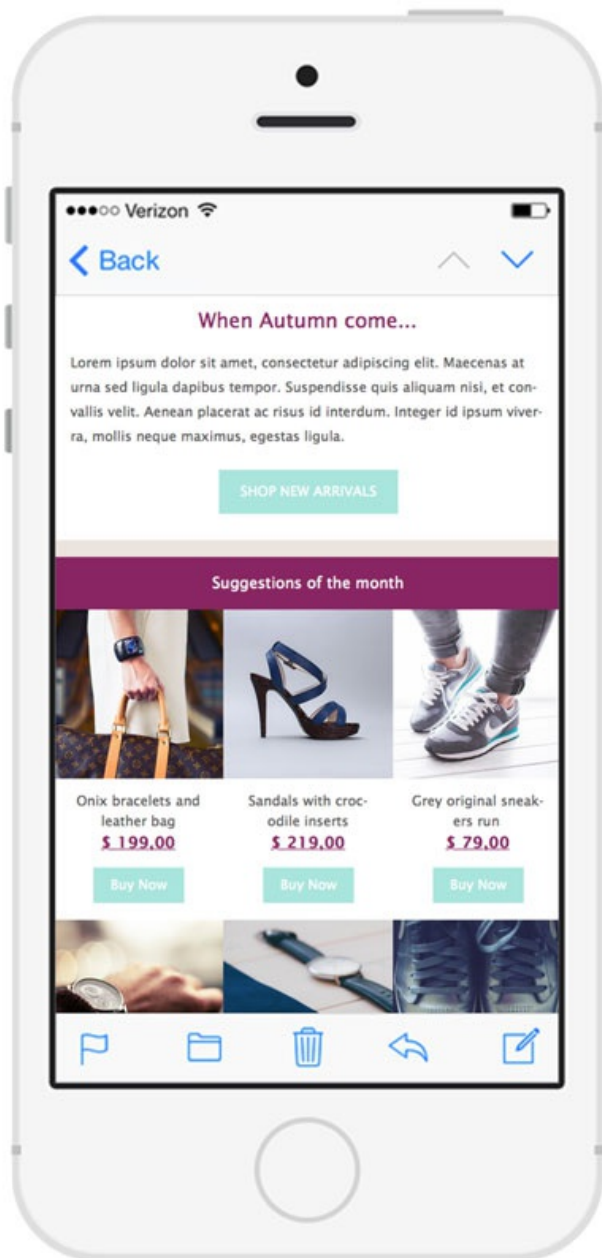 Verizon
Back
When Autumn come...
Lorem ipsum dolor sit amet, consectetur adipiscing elit. Maecenas at
urna sed ligula dapibus tempor. Suspendisse quis aliquam nisi, et con-
vallis velit. Aenean placerat ac risus id interdum. Integer id ipsum viver-
ra, mollis neque maximus, egestas ligula.
SHOP NEW ARRIVALS
Suggestions of the month
Onix bracelets and
leather bag
$ 199,00
Buy Now
Sandals with croc-
odile inserts
$ 219,00
Buy Now
Grey original sneak-
ers run
$ 79,00
Buy Now